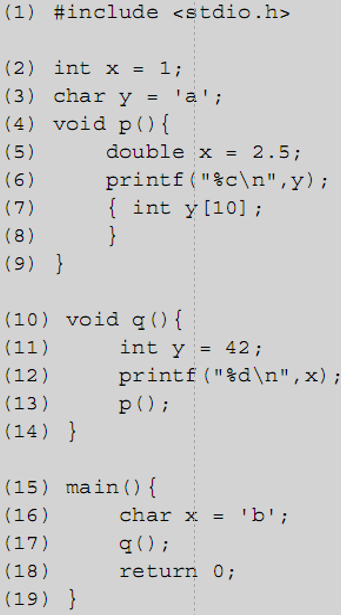 (1) #include <stdio.h>
(2) int x = 1;
(3) char y = 'a';
(4) void p(){
(5)     double x = 2.5;
(6)     printf("%c\n",y);
(7)     { int y[10];
(8)     }
(9) }
(10) void q(){
(11)     int y = 42;
(12)     printf("%d\n",x);
(13)     p();
(14) }
(15) main(){
(16)     char x = 'b';
(17)     q();
(18)     return 0;
(19) }